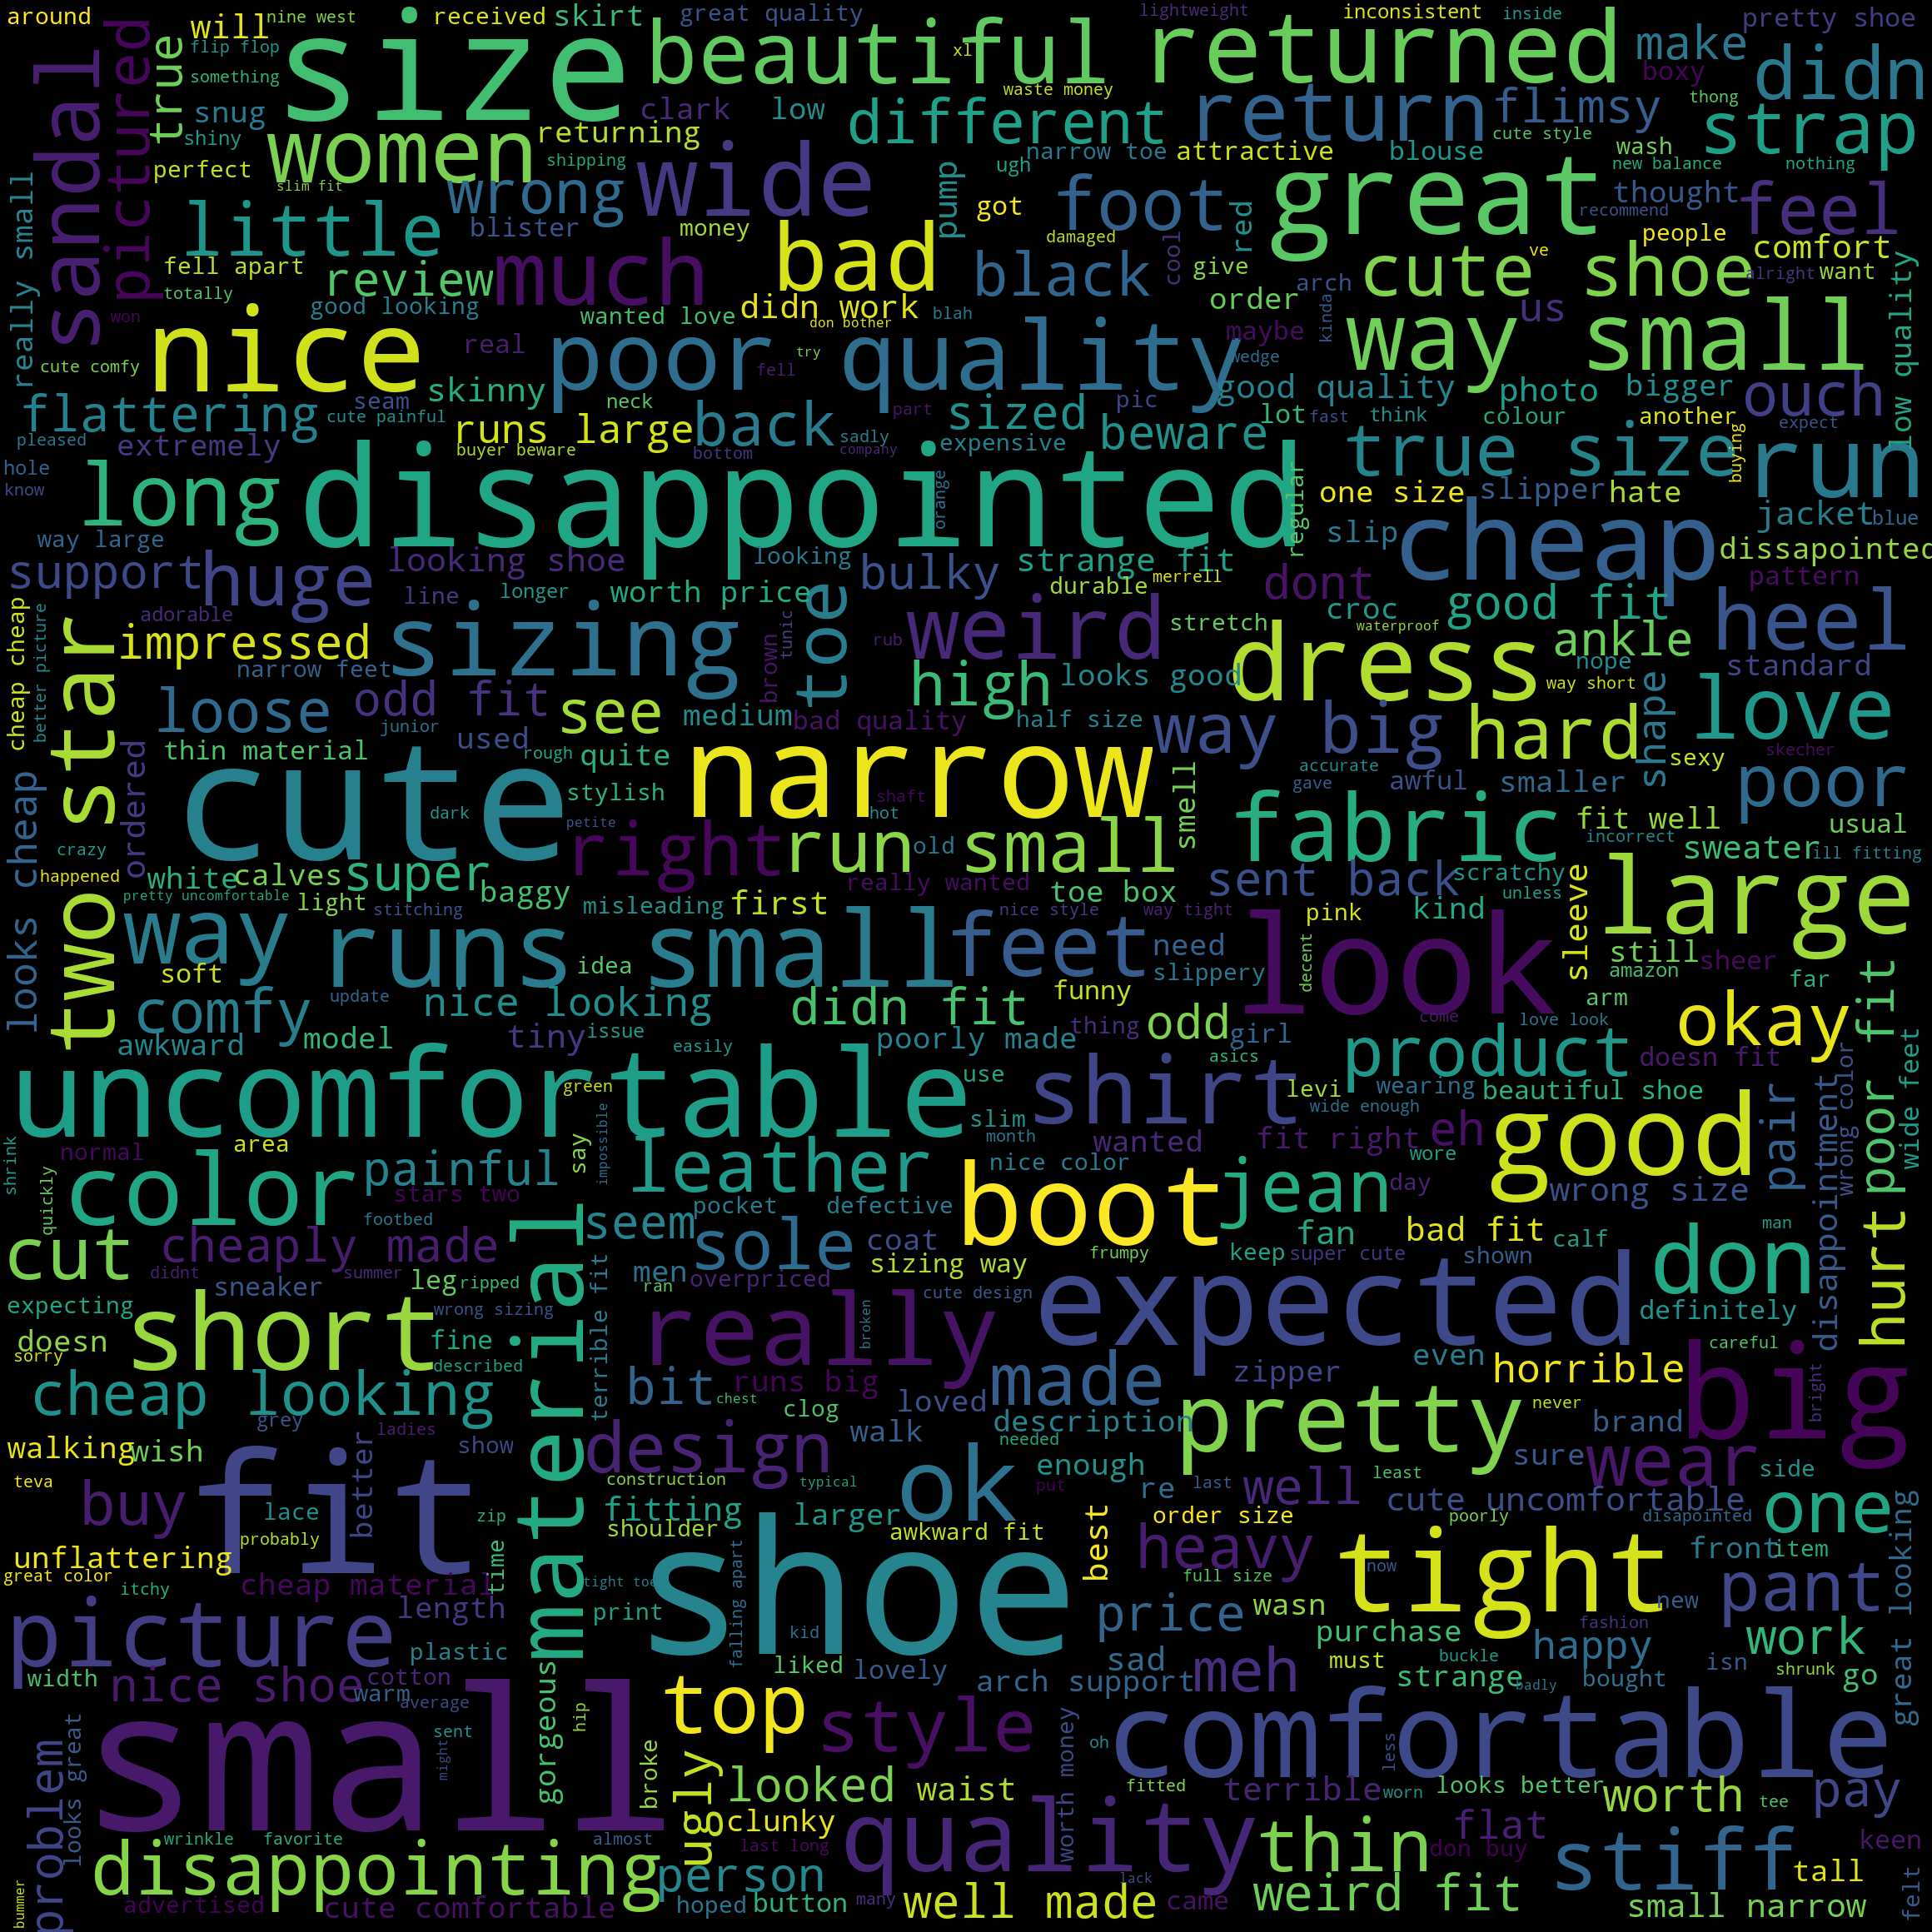 around
will
received
skirt
great quality
lightweight
inconsistent
inside
pretty shoe
nine west
flip flop
something
size
beautiful
xl
returned
make
boxy
didn
sandal
pictured
true
snug
shiny
perfect
women
returning
shipping
slim fit
clark
low
waste money
different
return
flimsy
thong
strap
cute style
wash
new balance
nothing
really small
little
wrong
blister
wide
money
ugh
narrow toe
attractive
blouse
pump
got
foot
great
thought
recommend
feel
fell apart
totally
won
review
good looking
much
bad
damaged
black
cool
red
give
order
arch
cute shoe
ve
people
comfort
alright
want
low quality
nice
real
wanted love
didn work
don bother
blah
try
fell
maybe
wedge
kinda
us
way small
cute comfy
skinny
poor quality
good quality
photo
bigger
ouch
flattering
cute painful
seam
neck
part
sized
pic
lot
fast
think
colour
another
expect
pleased
extremely
runs large
buyer beware
back
bottom
sadly
company
expensive
beware
true size
buying
run
hole
know
long
disappointed
orange
regular
one size
slipper
hate
jacket
blue
way large
support
huge
looking shoe
looking
bulky
strange fit
slip
cheap
dissapointed
adorable
line
longer
worth price
toe
durable
merrell
dont
croc
good fit
pattern
cheap cheap
better picture
two star
impressed
narrow feet
sizing
brown
tunic
rub
weird
stretch
dress
waterproof
ankle
nope
heel
standard
loose
odd fit
junior
see
medium
high
looks good
way short
shape
love
looks cheap
ordered
thin material
used
rough
quite
bad quality
half size
way big
hard
sexy
skecher
cute
dark
stylish
petite
narrow
shaft
hot
smell
accurate
gave
awful
smaller
poor
crazy
happened
right
run small
old
fabric
fit well
incorrect
usual
sweater
ill fitting
white
calves
super
baggy
really wanted
toe box
sent back
scratchy
unless
pretty uncomfortable
light
stitching
misleading
first
nice style
way tight
pink
kind
large
way
soft
runs small
idea
feet
need
slippery
look
decent
sleeve
still
amazon
sheer
far
comfy
update
nice looking
didn fit
funny
thing
odd
girl
come
arm
love look
okay
poor fit
awkward
model
tiny
issue
easily
poorly made
asics
product
doesn fit
uncomfortable
green
use
slim
month
shirt
levi
wearing
wide enough
beautiful shoe
wrong color
wide feet
shrink
normal
area
painful
say
impossible
leather
nice color
wanted
fit right
eh
wore
good
pair
disappointment
color
quickly
stars two
footbed
pocket
defective
boot
jean
day
wrong size
hurt
cut
cheaply made
material
seem
sole
coat
frumpy
fan
keep
super cute
bad fit
shown
calf
man
don
didnt
sneaker
summer
leg
ripped
men
overpriced
ran
sizing way
expecting
short
wrong sizing
fine
terrible fit
really
broken
cute design
expected
definitely
doesn
sorry
described
bit
runs big
made
zipper
even
horrible
careful
big
bright
cheap looking
chest
clog
loved
description
pretty
never
brand
grey
ladies
walking
wish
show
design
walk
needed
sure
wear
teva
buy
fit
better
construction
typical
ok
enough
put
re
last
well
least
side
lace
zip
fitting
larger
order size
cute uncomfortable
one
probably
unflattering
time
shoulder
awkward fit
best
heavy
poorly
disapointed
front
item
great looking
great color
itchy
cheap material
tight toe
falling apart
shoe
full size
tight
now
pant
picture
length
print
price
wasn
new
fashion
plastic
kid
purchase
happy
work
width
nice shoe
cotton
liked
lovely
arch support
sad
meh
must
buckle
strange
badly
bought
isn
shrunk
go
warm
average
gorgeous
hip
top
style
comfortable
problem
looks great
small
sent
might
broke
ugly
looked
waist
worth money
oh
fitted
terrible
less
worn
looks better
worth
tee
pay
clunky
wrinkle
favorite
almost
last long
quality
thin
flat
don buy
stiff
keen
disappointing
person
lack
tall
bummer
advertised
cute comfortable
hoped
button
many
well made
came
weird fit
small narrow
felt